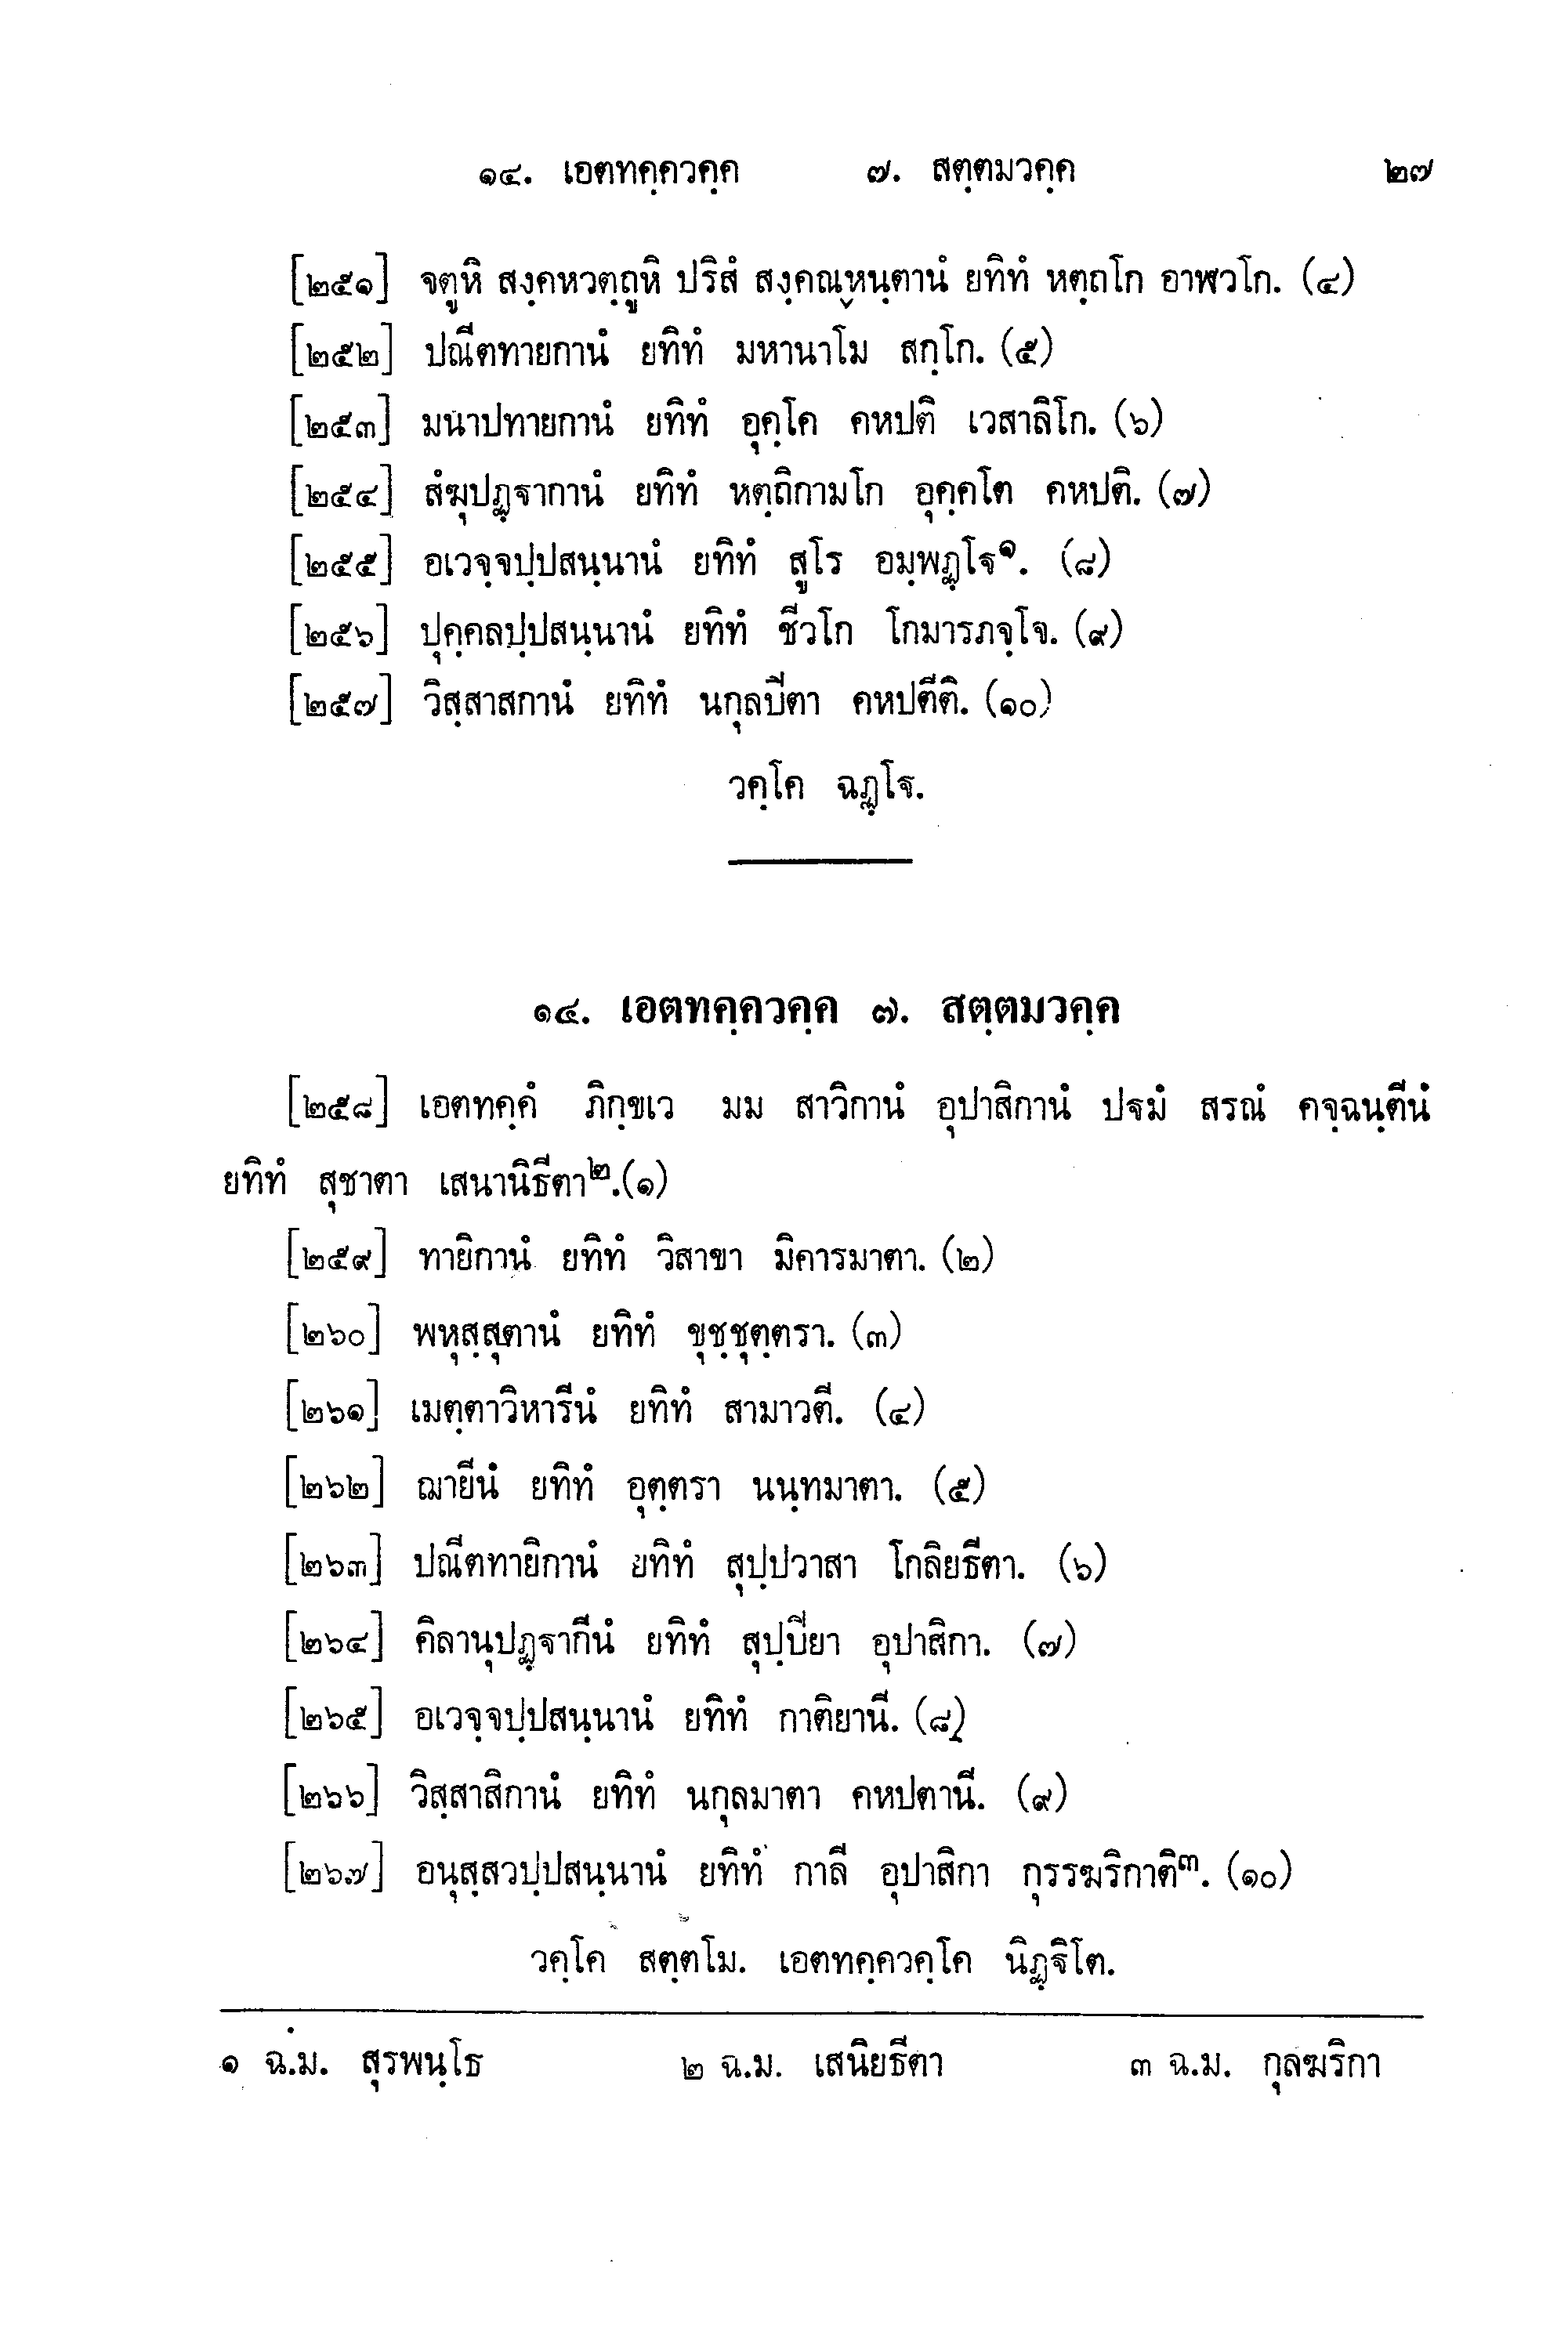 ๑๔. เอตทคฺควคฺค ๗. สตฺตมวคฺค ๒๗
[๒๕๑] จตูหิ สงฺคหวตฺถูหิ ปริสํ สงฺคณฺหนฺตานํ ยทิทํ หตฺถโก อาฬวโก. (๔)
[๒๕๒] ปณีตทายกานํ ยทิทํ มหานาโม สกฺโก. (๕)
[๒๕๓] มนาปทายกานํ ยทิทํ อุคฺโค คหปติ เวสาลิโก. (๖)
[๒๕๔] สํฆุปฏฺฐากานํ ยทิทํ หตฺถิกามโก อุคฺคโต คหปติ. (๗)
[๒๕๕] อเวจฺจปฺปสนฺนานํ ยทิทํ สูโร อมฺพฏฺโฐ๑. (๘)
[๒๕๖] ปุคฺคลปฺปสนฺนานํ ยทิทํ ชีวโก โกมารภจฺโจ. (๙)
[๒๕๗] วิสฺสาสกานํ ยทิทํ นกุลปีตา คหปตีติ. (๑๐)
วคฺโค ฉฏฺโฐ.
๑๔. เอตทคฺควคฺค ๗. สตฺตมวคฺค
[๒๕๘] เอตทคฺคํ ภิกฺขเว มม สาวิกานํ อุปาสิกานํ ปฐมํ สรณํ คจฺฉนฺตีนํ
ยทิทํ สุชาตา เสนานิธีตา๒.(๑)
[๒๕๙] ทายิกานํ ยทิทํ วิสาขา มิคารมาตา. (๒)
[๒๖๐] พหุสฺสุตานํ ยทิทํ ขุชฺชุตฺตรา. (๓)
[๒๖๑] เมตฺตาวิหารีนํ ยทิทํ สามาวตี. (๔)
[๒๖๒] ฌายีนํ ยทิทํ อุตฺตรา นนฺทมาตา. (๕)
[๒๖๓] ปณีตทายิกานํ ยทิทํ สุปฺปวาสา โกลิยธีตา. (๖)
[๒๖๔] คิลานุปฏฺฐากีนํ ยทิทํ สุปฺปียา อุปาสิกา. (๗)
[๒๖๕] อเวจฺจปฺปสนฺนานํ ยทิทํ กาติยานี. (๘)
[๒๖๖] วิสฺสาสิกานํ ยทิทํ นกุลมาตา คหปตานี. (๙)
[๒๖๗] อนุสฺสวปฺปสนฺนานํ ยทิทํ กาลี อุปาสิกา กุรรฆริกาติ๓. (๑๐)
วคฺโค สตฺตโม. เอตทคฺควคฺโค นิฏฺฐิโต.
๑ ฉ.ม. สุรพนฺโธ ๒ ฉ.ม. เสนิยธีตา ๓ ฉ.ม. กุลฆริกา